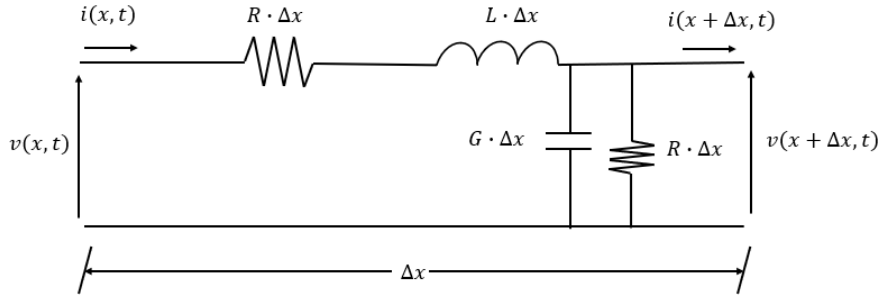 i(x,t)
R · Δx
L · Δx
i(x + Δx, t)
v(x,t)
G · Δx
R · Δx
v(x + Δx, t)
Δx